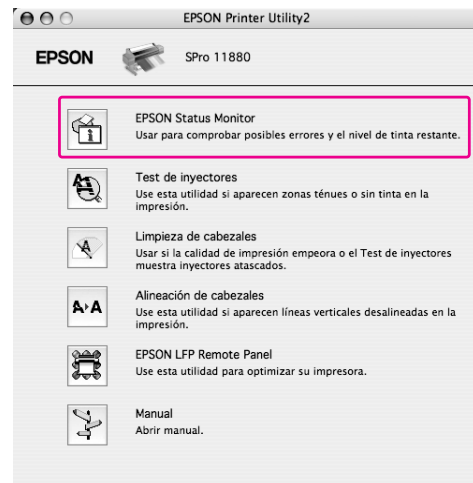 EPSON Printer Utility2
EPSON
SPro 11880
EPSON Status Monitor
Usar para comprobar posibles errores y el nivel de tinta restante.
Test de inyectores
Use esta utilidad si aparecen zonas ténues o sin tinta en la
impresión.
Limpieza de cabezales
Usar si la calidad de impresión empeora o el Test de inyectores
muestra inyectores atascados.
A▸A
Alineación de cabezales
Use esta utilidad si aparecen líneas verticales desalineadas en la
impresión.
EPSON LFP Remote Panel
Use esta utilidad para optimizar su impresora.
Manual
Abrir manual.